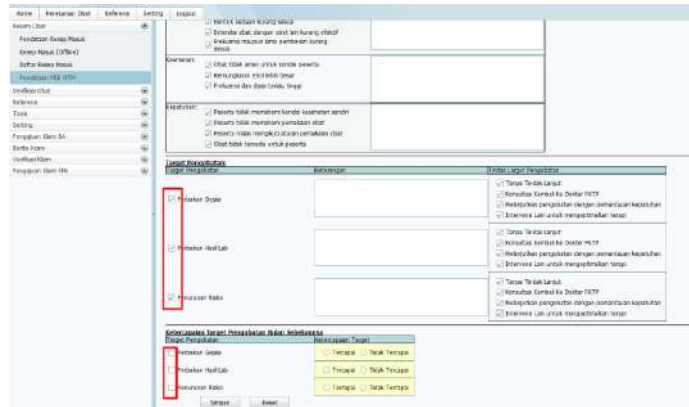 Home Peresepan Obat Referensi Setting Logout
Resep Obat
Pendataan Resep Masuk
Resep Masuk (Offline)
Daftar Resep Masuk
Pendataan PRB MTM
Verifikasi Obat
Referensi
Tools
Setting
Pengajuan Klaim BA
Berita Acara
Verifikasi Klaim
Pengajuan Klaim
Bentuk sediaan kurang sesuai
Interaksi obat dengan obat lain kurang efektif
Frekuensi maupun lama pemberian kurang
sesuai
Keamanan:
Obat tidak aman untuk kondisi peserta
Kemungkinan efek lebih besar
Frekuensi dan dosis terlalu tinggi
Kepatuhan:
Peserta tidak memahami kondisi kesehatan sendiri
Peserta tidak memahami pemakaian obat
Peserta malas mengikuti aturan pemakaian obat
Obat tidak tersedia untuk peserta
Target Pengobatan
Target Pengobatan Keterangan Tindak Lanjut Pengobatan
Perbaikan Gejala
Tanpa Tindak Lanjut
Konsultasi Kembali Ke Dokter FKTP
Melanjutkan pengobatan dengan pemantauan kepatuhan
Intervensi Lain untuk mengoptimalkan terapi
Perbaikan Hasil Lab
Tanpa Tindak Lanjut
Konsultasi Kembali Ke Dokter FKTP
Melanjutkan pengobatan dengan pemantauan kepatuhan
Intervensi Lain untuk mengoptimalkan terapi
Penurunan Risiko
Tanpa Tindak Lanjut
Konsultasi Kembali Ke Dokter FKTP
Melanjutkan pengobatan dengan pemantauan kepatuhan
Intervensi Lain untuk mengoptimalkan terapi
Ketercapaian Target Pengobatan Bulan Sebelumnya
Target Pengobatan Ketercapaian Target
Perbaikan Gejala Tercapai Tidak Tercapai
Perbaikan Hasil Lab Tercapai Tidak Tercapai
Penurunan Risiko Tercapai Tidak Tercapai
Simpan Reset